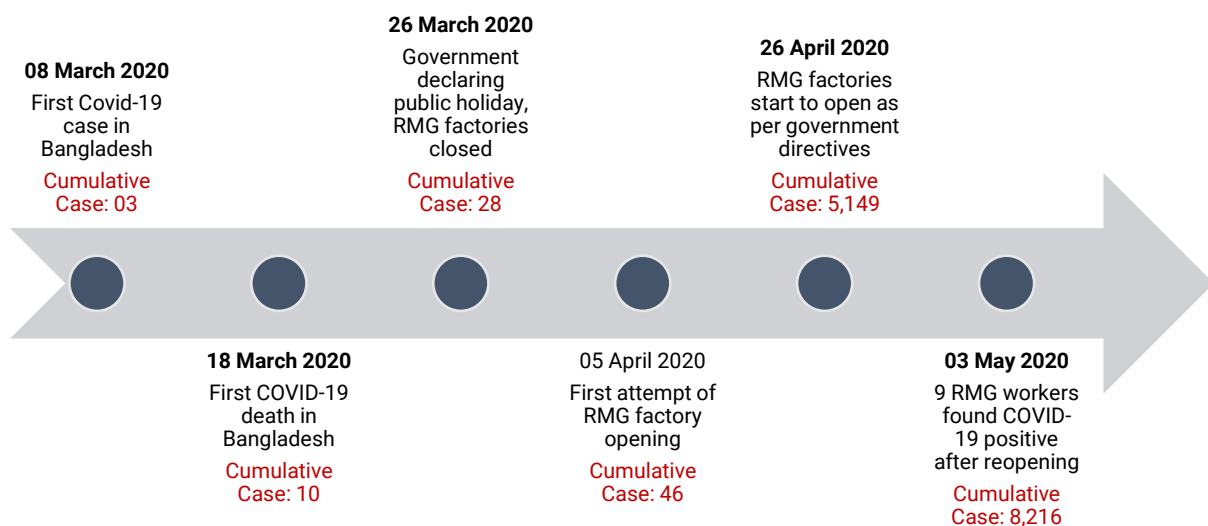 08 March 2020
First Covid-19
case in
Bangladesh
Cumulative
Case: 03
18 March 2020
First COVID-19
death in
Bangladesh
Cumulative
Case: 10
26 March 2020
Government
declaring
public holiday,
RMG factories
closed
Cumulative
Case: 28
05 April 2020
First attempt of
RMG factory
opening
Cumulative
Case: 46
26 April 2020
RMG factories
start to open as
per government
directives
Cumulative
Case: 5,149
03 May 2020
9 RMG workers
found COVID-
19 positive
after reopening
Cumulative
Case: 8,216